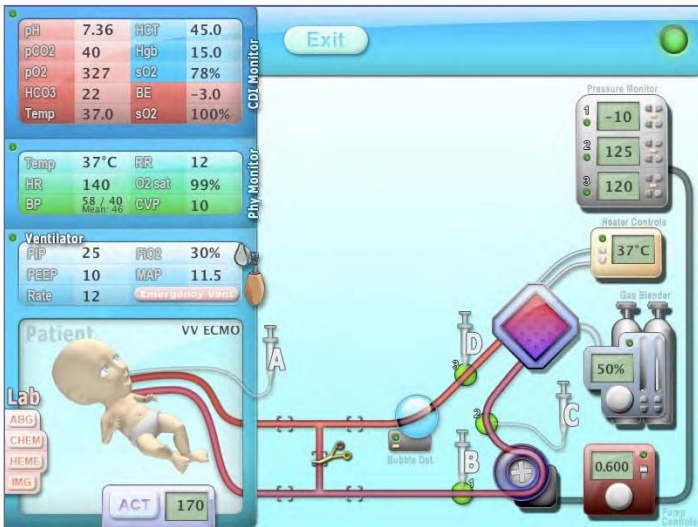 Exit
pH 7.36 HCT 45.0
pCO2 40 Hgb 15.0
pO2 327 sO2 78%
HCO3 22 BE -3.0
Temp 37.0 sO2 100%
CDI Monitor
Temp 37°C RR 12
HR 140 O2 sat 99%
BP 58 / 40 Mean: 46 CVP 10
Phy Monitor
Ventilator
PIP 25 FiO2 30%
PEEP 10 MAP 11.5
Rate 12 Emergency Vent
Patient VV ECMO
Lab
ABG
CHEM
HEME
IMG
ACT 170
A
Pressure Monitor
1 -10
2 125
3 120
Heater Controls
37°C
Gas Blender
50%
D
3
2
C
Bubble Det.
B
1
0.600
Pump Controls